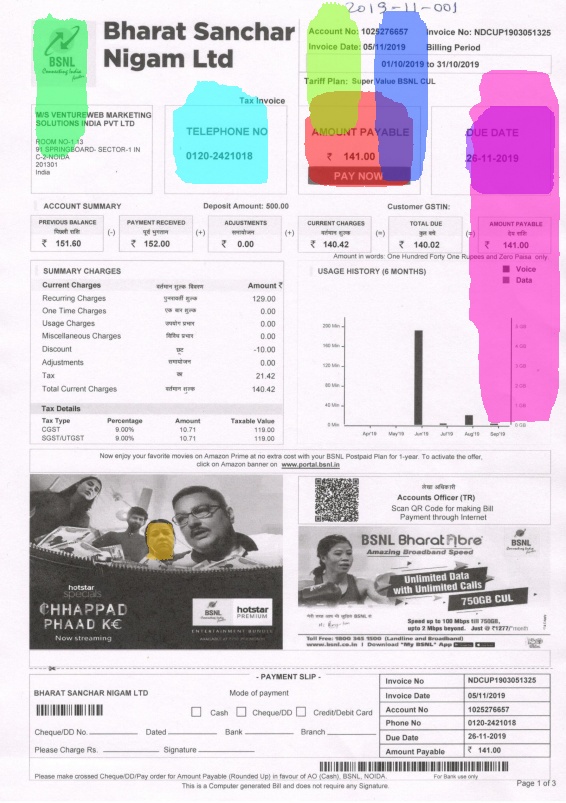 2019-11-001
Bharat Sanchar
Nigam Ltd
BSNL
Connecting India
Account No: 1025276657 Invoice No: NDCUP1903051325
Invoice Date: 05/11/2019 Billing Period
01/10/2019 to 31/10/2019
Tariff Plan: Super Value BSNL CUL
Tax Invoice
M/S VENTUREWEB MARKETING
SOLUTIONS INDIA PVT LTD
ROOM NO-1,13
91 SPRINGBOARD- SECTOR-1 IN
C-2-NOIDA
201301
India
TELEPHONE NO
0120-2421018
AMOUNT PAYABLE
₹ 141.00
PAY NOW
DUE DATE
26-11-2019
ACCOUNT SUMMARY Deposit Amount: 500.00 Customer GSTIN:
PREVIOUS BALANCE PAYMENT RECEIVED ADJUSTMENTS CURRENT CHARGES TOTAL DUE AMOUNT PAYABLE
पिछली राशि पूर्व भुगतान समायोजन वर्तमान शुल्क कुल देय देय राशि
₹ 151.60 (-) ₹ 152.00 (+) ₹ 0.00 (+) ₹ 140.42 (=) ₹ 140.02 (=) ₹ 141.00
Amount in words: One Hundred Forty One Rupees and Zero Paisa only
SUMMARY CHARGES
Current Charges वर्तमान शुल्क विवरण Amount ₹
Recurring Charges पुनरावर्ती शुल्क 129.00
One Time Charges एक बार शुल्क 0.00
Usage Charges उपयोग प्रभार 0.00
Miscellaneous Charges विविध प्रभार 0.00
Discount छूट -10.00
Adjustments समायोजन 0.00
Tax कर 21.42
Total Current Charges वर्तमान शुल्क 140.42
Tax Details
Tax Type Percentage Amount Taxable Value
CGST 9.00% 10.71 119.00
SGST/UTGST 9.00% 10.71 119.00
USAGE HISTORY (6 MONTHS)
Voice
Data
200 Min 5 GB
150 Min 4 GB
3 GB
100 Min
2 GB
50 Min 1 GB
0 Min 0 GB
Apr'19 May'19 Jun'19 Jul'19 Aug'19 Sep'19
Now enjoy your favorite movies on Amazon Prime at no extra cost with your BSNL Postpaid Plan for 1-year. To activate the offer,
click on Amazon banner on www.portal.bsnl.in
hotstar
specials
CHHAPPAD
PHAAD K€
Now streaming
BSNL
hotstar
PREMIUM
ENTERTAINMENT BUNDLE
लेखा अधिकारी
Accounts Officer (TR)
Scan QR Code for making Bill
Payment through Internet
BSNL Bharat Fibre
Amazing Broadband Speed
BSNL
Unlimited Data
with Unlimited Calls
750GB CUL
Speed up to 100 Mbps till 750GB,
upto 2 Mbps beyond. Just @ ₹1277/*month
Toll Free: 1800 345 1500 (Landline and Broadband)
www.bsnl.co.in | Download "My BSNL" App
- PAYMENT SLIP -
BHARAT SANCHAR NIGAM LTD Mode of payment
Cash Cheque/DD Credit/Debit Card
Cheque/DD No. Dated Bank Branch
Please Charge Rs. Signature
Invoice No NDCUP1903051325
Invoice Date 05/11/2019
Account No 1025276657
Phone No 0120-2421018
Due Date 26-11-2019
Amount Payable ₹ 141.00
Please make crossed Cheque/DD/Pay order for Amount Payable (Rounded Up) in favour of AO (Cash), BSNL, NOIDA. For Bank use only
This is a Computer generated Bill and does not require any Signature.
Page 1 of 3